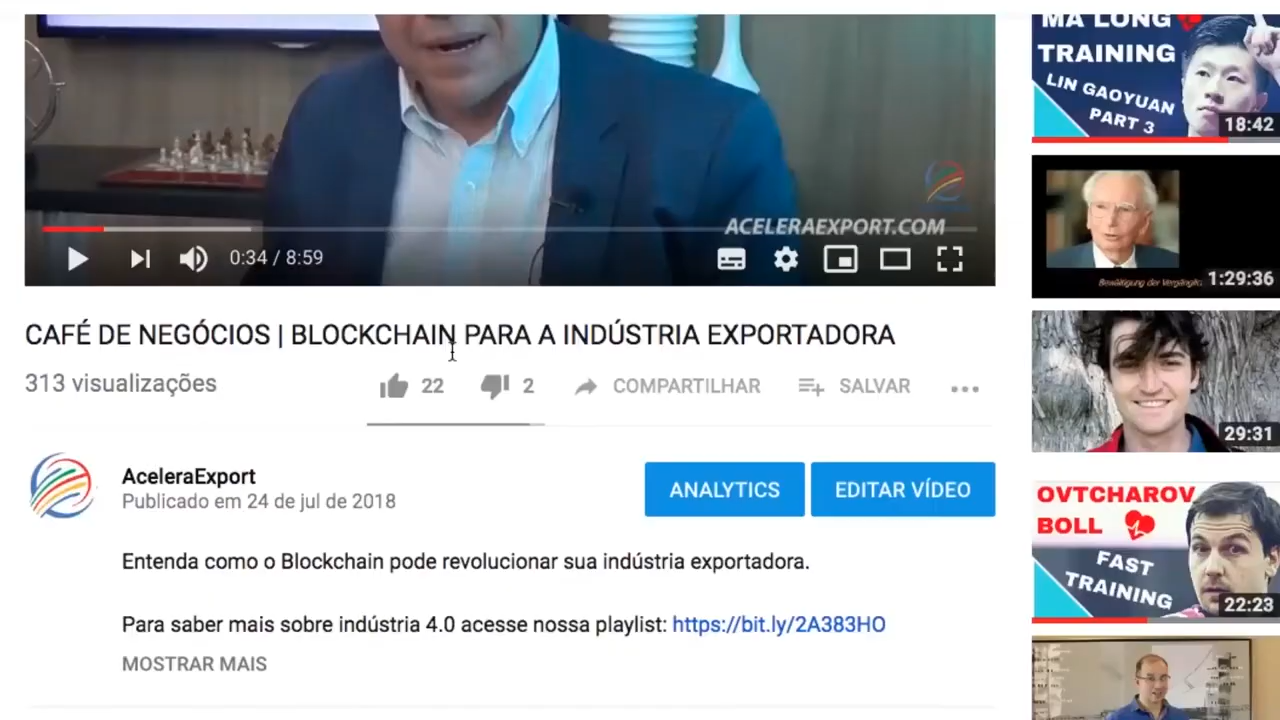 ACELERAEXPORT.COM
0:34 / 8:59
CAFÉ DE NEGÓCIOS | BLOCKCHAIN PARA A INDÚSTRIA EXPORTADORA
313 visualizações
22
2
COMPARTILHAR
SALVAR
AceleraExport
Publicado em 24 de jul de 2018
ANALYTICS
EDITAR VÍDEO
Entenda como o Blockchain pode revolucionar sua indústria exportadora.
Para saber mais sobre indústria 4.0 acesse nossa playlist: https://bit.ly/2A383HO
MOSTRAR MAIS
MA LONG
TRAINING
LIN GAOYUAN
PART 3
18:42
Bewältigung der
1:29:36
29:31
OVTCHAROV
BOLL
FAST
TRAINING
22:23